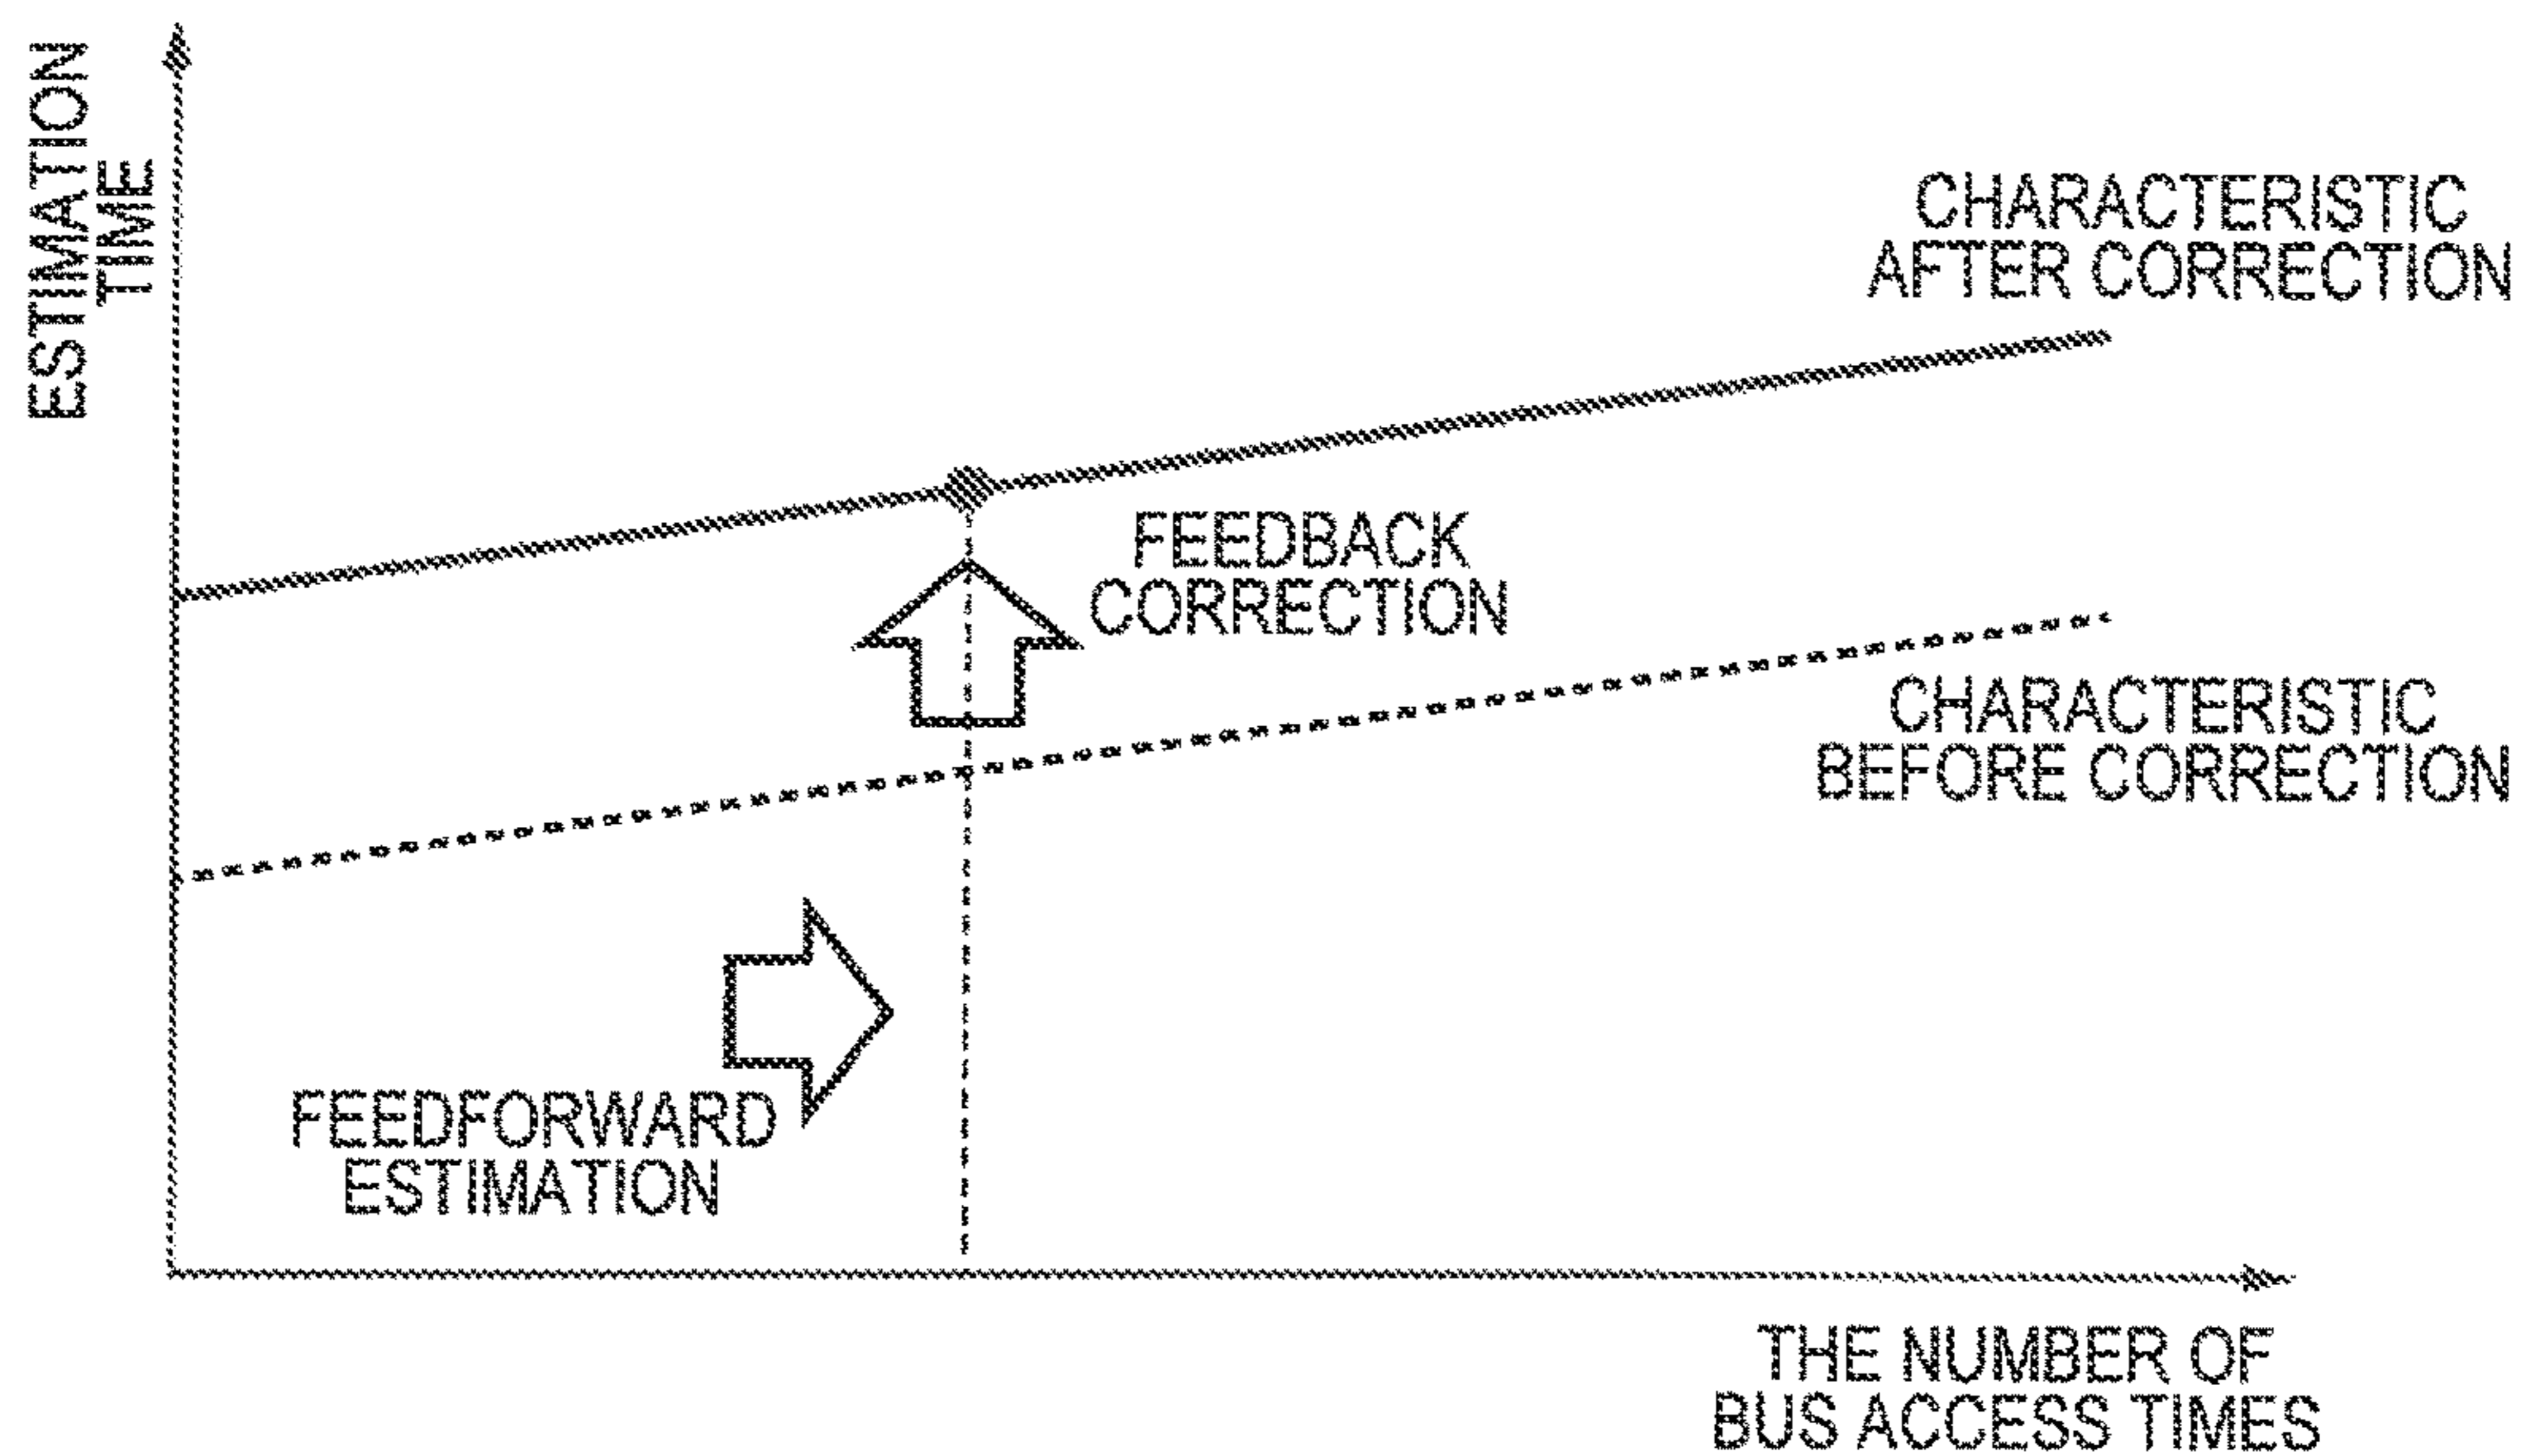 ESTIMATION
TIME
CHARACTERISTIC
AFTER CORRECTION
FEEDBACK
CORRECTION
CHARACTERISTIC
BEFORE CORRECTION
FEEDFORWARD
ESTIMATION
THE NUMBER OF
BUS ACCESS TIMES